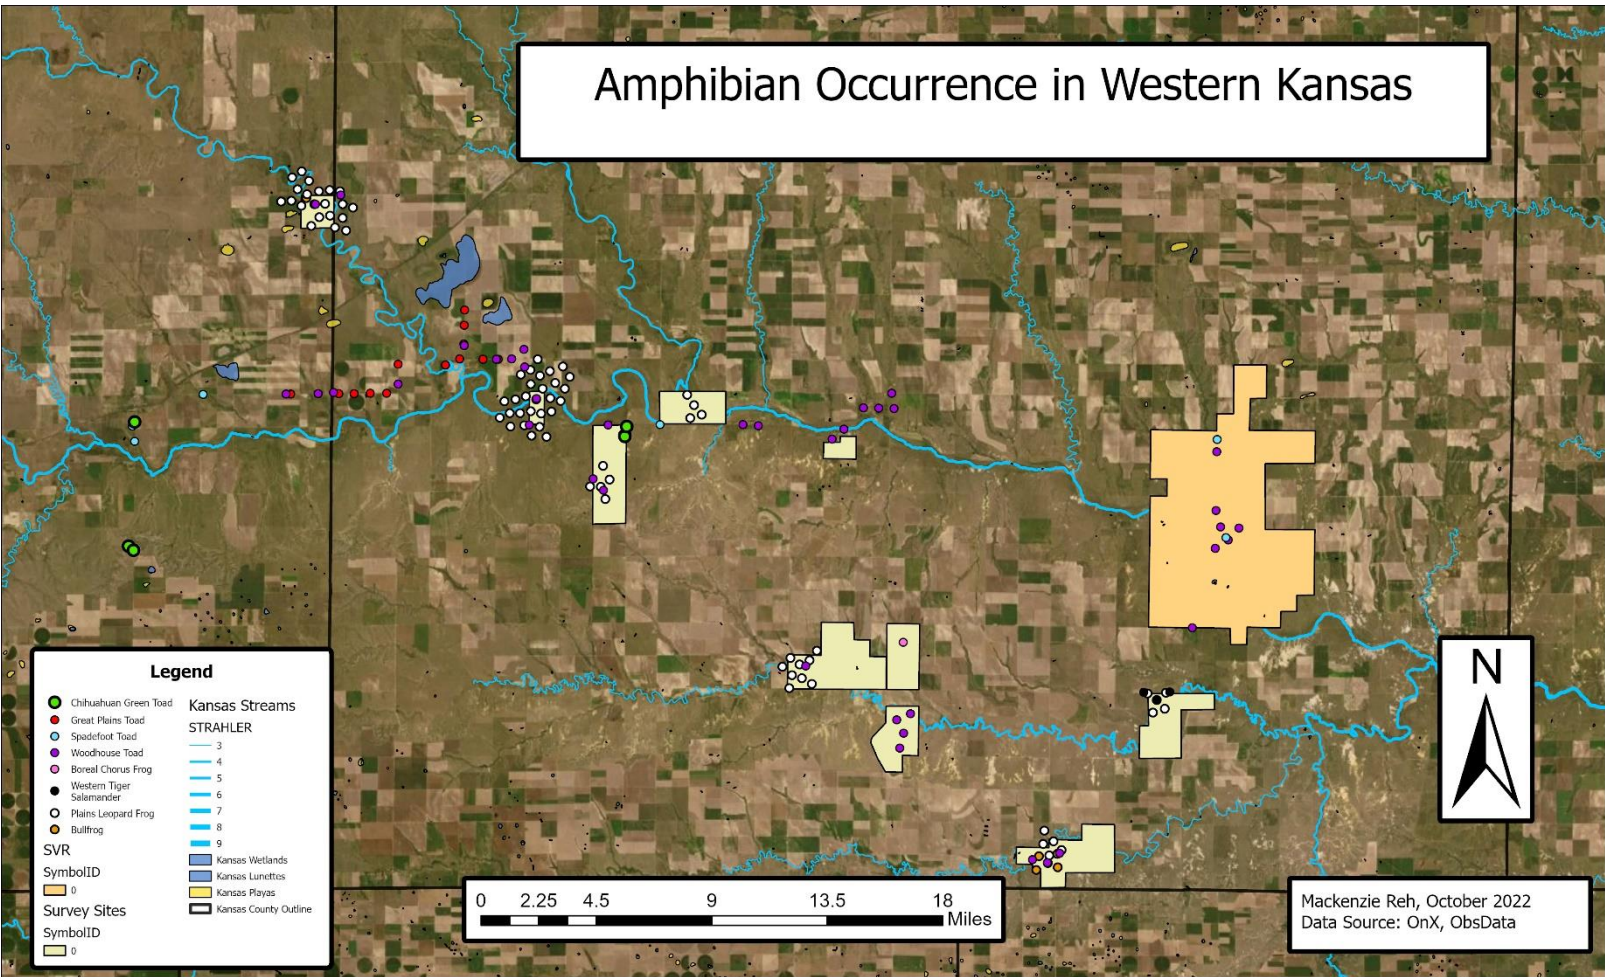 Amphibian Occurrence in Western Kansas
Legend
Chihuahuan Green Toad
Great Plains Toad
Spadefoot Toad
Woodhouse Toad
Boreal Chorus Frog
Western Tiger
Salamander
Plains Leopard Frog
Bullfrog
SVR
SymbolID
0
Survey Sites
SymbolID
0
Kansas Streams
STRAHLER
3
4
5
6
7
8
9
Kansas Wetlands
Kansas Lunettes
Kansas Playas
Kansas County Outline
0 2.25 4.5 9 13.5 18
Miles
N
Mackenzie Reh, October 2022
Data Source: OnX, ObsData